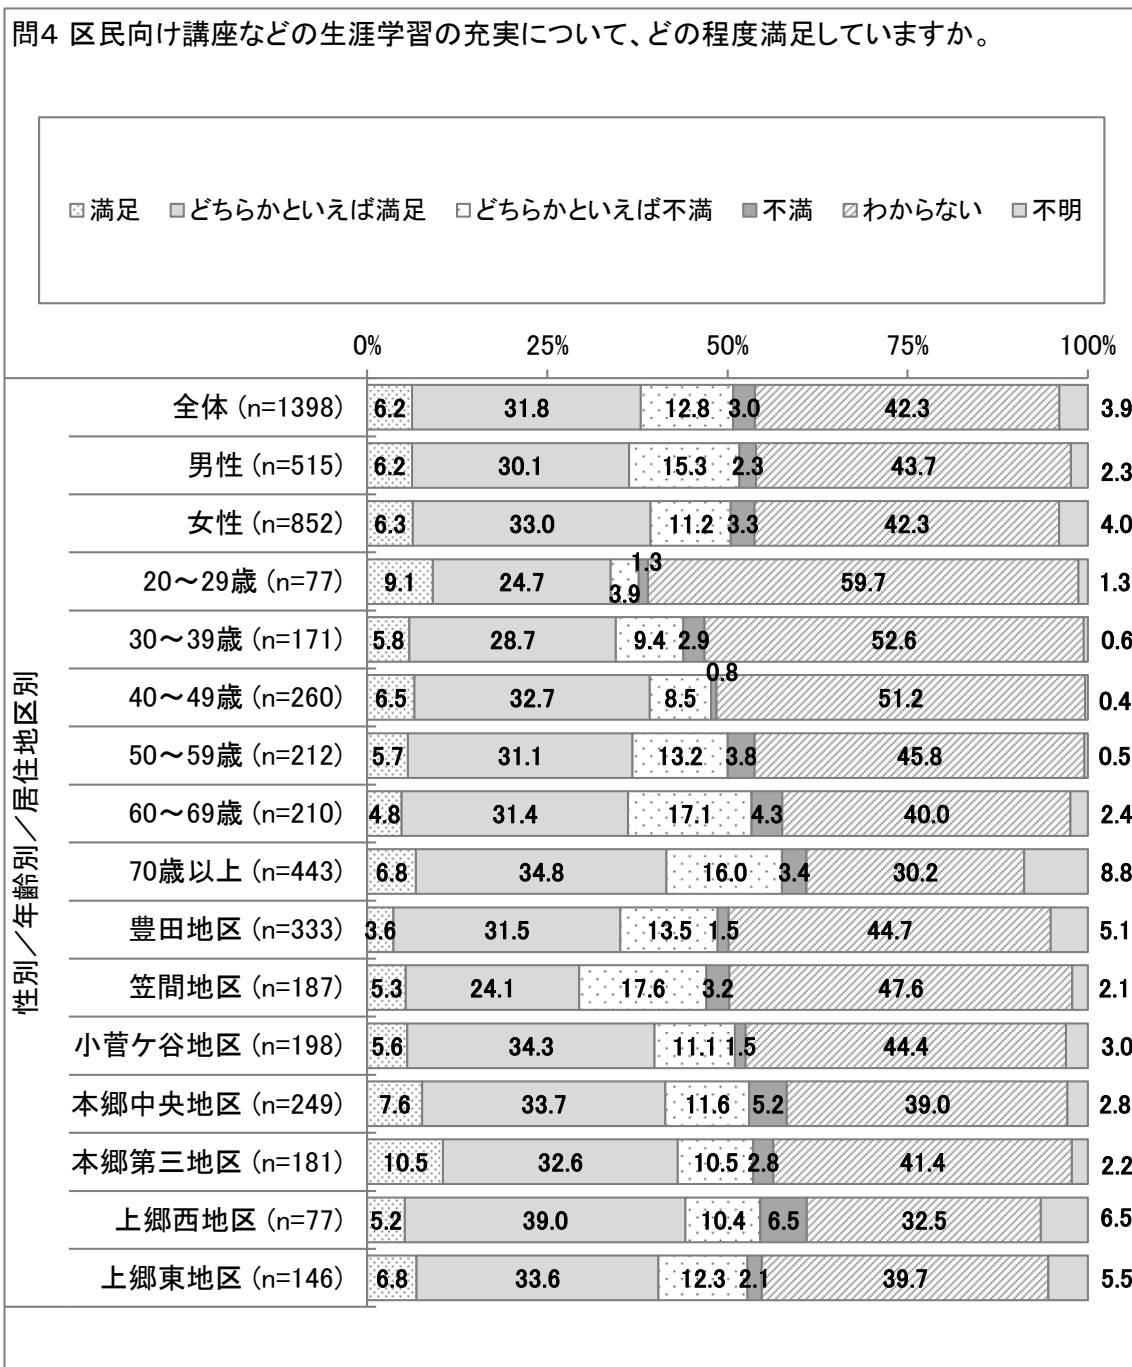 問4 区民向け講座などの生涯学習の充実について、どの程度満足していますか。
満足 どちらかといえば満足 どちらかといえば不満 不満 わからない 不明
0% 25% 50% 75% 100%
性別／年齢別／居住地区別
全体 (n=1398) 6.2 31.8 12.8 3.0 42.3 3.9
男性 (n=515) 6.2 30.1 15.3 2.3 43.7 2.3
女性 (n=852) 6.3 33.0 11.2 3.3 42.3 4.0
20～29歳 (n=77) 9.1 24.7 3.9 1.3 59.7 1.3
30～39歳 (n=171) 5.8 28.7 9.4 2.9 52.6 0.6
40～49歳 (n=260) 6.5 32.7 8.5 0.8 51.2 0.4
50～59歳 (n=212) 5.7 31.1 13.2 3.8 45.8 0.5
60～69歳 (n=210) 4.8 31.4 17.1 4.3 40.0 2.4
70歳以上 (n=443) 6.8 34.8 16.0 3.4 30.2 8.8
豊田地区 (n=333) 3.6 31.5 13.5 1.5 44.7 5.1
笠間地区 (n=187) 5.3 24.1 17.6 3.2 47.6 2.1
小菅ケ谷地区 (n=198) 5.6 34.3 11.1 1.5 44.4 3.0
本郷中央地区 (n=249) 7.6 33.7 11.6 5.2 39.0 2.8
本郷第三地区 (n=181) 10.5 32.6 10.5 2.8 41.4 2.2
上郷西地区 (n=77) 5.2 39.0 10.4 6.5 32.5 6.5
上郷東地区 (n=146) 6.8 33.6 12.3 2.1 39.7 5.5